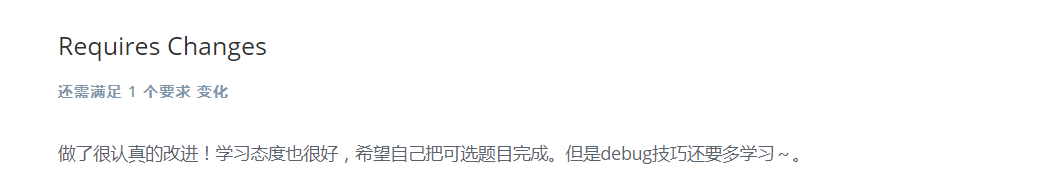 Requires Changes
还需满足 1 个要求 变化
做了很认真的改进！学习态度也很好，希望自己把可选题目完成。但是debug技巧还要多学习～。